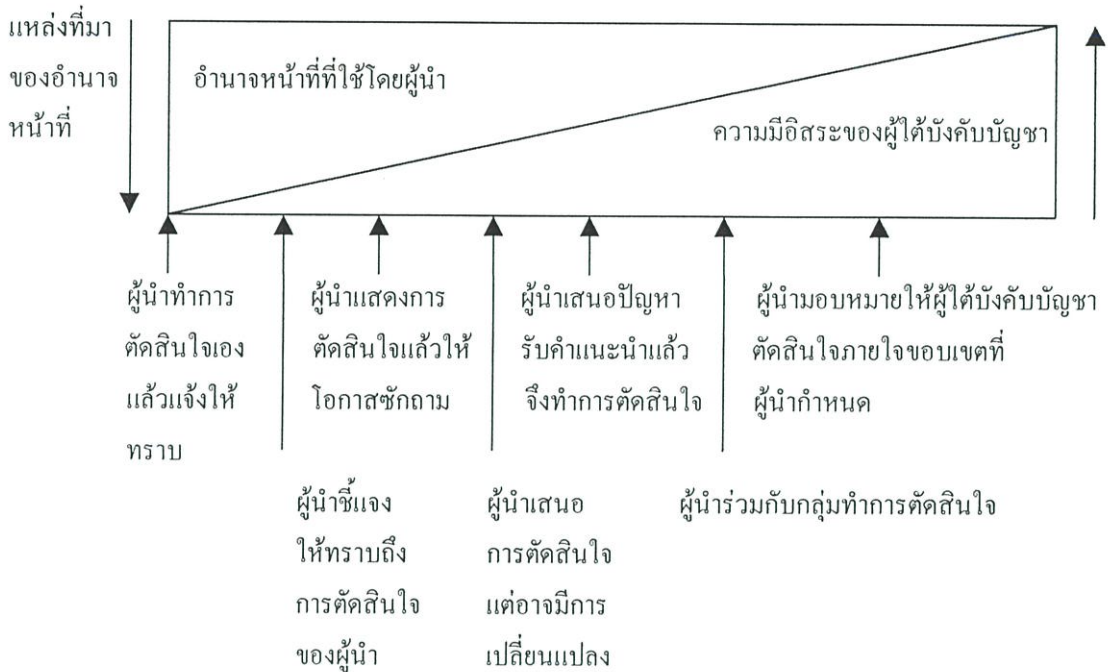 แหล่งที่มา
ของอำนาจ
หน้าที่
อำนาจหน้าที่ที่ใช้โดยผู้นำ
ความมีอิสระของผู้ใต้บังคับบัญชา
ผู้นำทำการ
ตัดสินใจเอง
แล้วแจ้งให้
ทราบ
ผู้นำแสดงการ
ตัดสินใจแล้วให้
โอกาสซักถาม
ผู้นำเสนอปัญหา
รับคำแนะนำแล้ว
จึงทำการตัดสินใจ
ผู้นำมอบหมายให้ผู้ใต้บังคับบัญชา
ตัดสินใจภายใจขอบเขตที่
ผู้นำกำหนด
ผู้นำชี้แจง
ให้ทราบถึง
การตัดสินใจ
ของผู้นำ
ผู้นำเสนอ
การตัดสินใจ
แต่อาจมีการ
เปลี่ยนแปลง
ผู้นำร่วมกับกลุ่มทำการตัดสินใจ